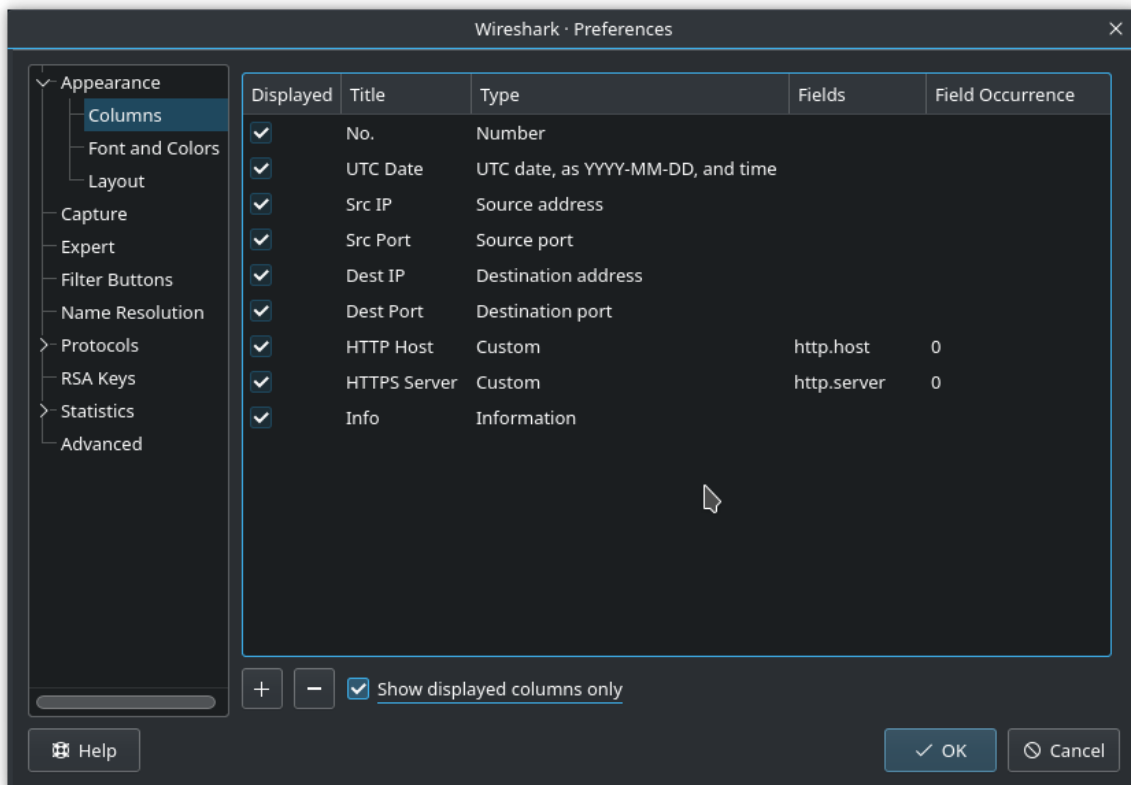 Wireshark · Preferences
Appearance
Columns
Font and Colors
Layout
Capture
Expert
Filter Buttons
Name Resolution
Protocols
RSA Keys
Statistics
Advanced
Displayed Title Type Fields Field Occurrence
No. Number
UTC Date UTC date, as YYYY-MM-DD, and time
Src IP Source address
Src Port Source port
Dest IP Destination address
Dest Port Destination port
HTTP Host Custom http.host 0
HTTPS Server Custom http.server 0
Info Information
Show displayed columns only
Help OK Cancel